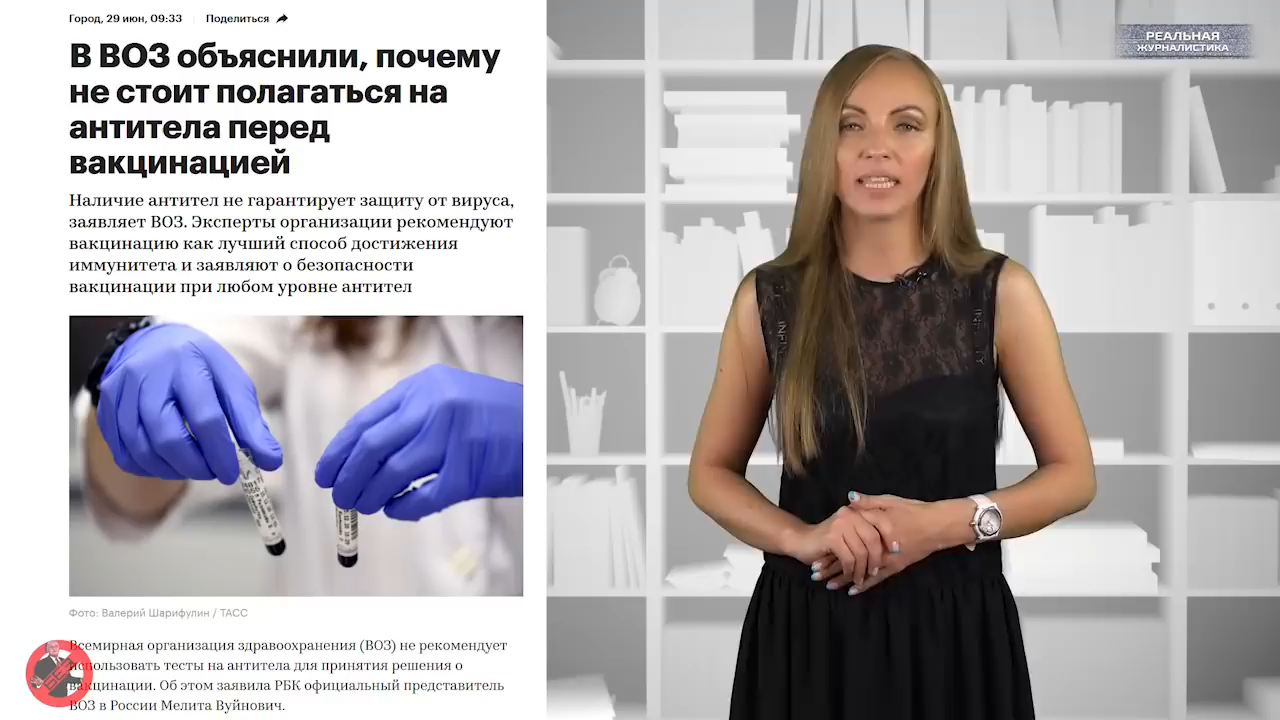 Город, 29 июн, 09:33 Поделиться
В ВОЗ объяснили, почему
не стоит полагаться на
антитела перед
вакцинацией
Наличие антител не гарантирует защиту от вируса,
заявляет ВОЗ. Эксперты организации рекомендуют
вакцинацию как лучший способ достижения
иммунитета и заявляют о безопасности
вакцинации при любом уровне антител
Фото: Валерий Шарифулин / ТАСС
Всемирная организация здравоохранения (ВОЗ) не рекомендует
использовать тесты на антитела для принятия решения о
вакцинации. Об этом заявила РБК официальный представитель
ВОЗ в России Мелита Вуйнович.
РЕАЛЬНАЯ
ЖУРНАЛИСТИКА